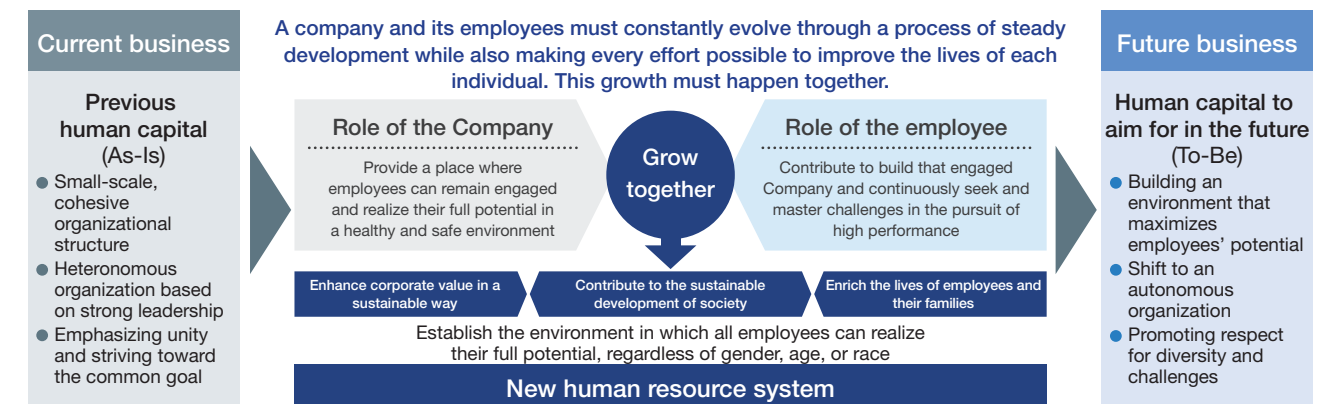 Current business
Previous
human capital
(As-Is)
● Small-scale,
cohesive
organizational
structure
● Heteronomous
organization based
on strong leadership
● Emphasizing unity
and striving toward
the common goal
A company and its employees must constantly evolve through a process of steady
development while also making every effort possible to improve the lives of each
individual. This growth must happen together.
Role of the Company
Provide a place where
employees can remain engaged
and realize their full potential in
a healthy and safe environment
Grow
together
Role of the employee
Contribute to build that engaged
Company and continuously seek and
master challenges in the pursuit of
high performance
Enhance corporate value in a
sustainable way
Contribute to the sustainable
development of society
Enrich the lives of employees and
their families
Establish the environment in which all employees can realize
their full potential, regardless of gender, age, or race
New human resource system
Future business
Human capital to
aim for in the future
(To-Be)
● Building an
environment that
maximizes
employees' potential
● Shift to an
autonomous
organization
● Promoting respect
for diversity and
challenges